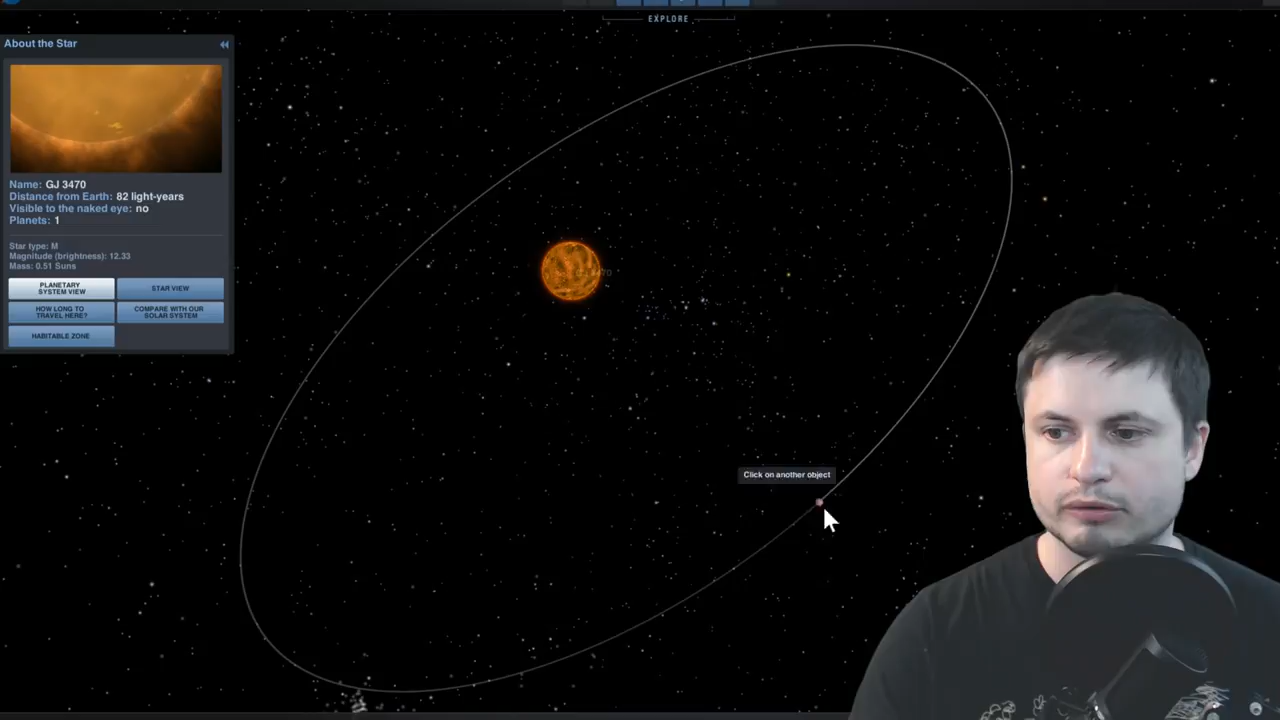 EXPLORE
About the Star
Name: GJ 3470
Distance from Earth: 82 light-years
Visible to the naked eye: no
Planets: 1
Star type: M
Magnitude (brightness): 12.33
Mass: 0.51 Suns
PLANETARY
SYSTEM VIEW
STAR VIEW
HOW LONG TO
TRAVEL HERE?
COMPARE WITH OUR
SOLAR SYSTEM
HABITABLE ZONE
GJ 3470
Click on another object